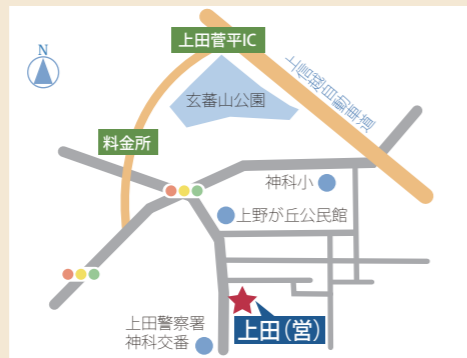 N
上田菅平IC
上信越自動車道
玄蕃山公園
料金所
神科小
上野が丘公民館
上田(営)
上田警察署
神科交番